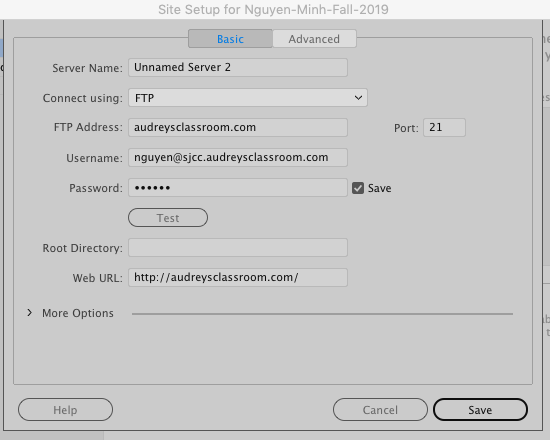 Site Setup for Nguyen-Minh-Fall-2019
Basic Advanced
Server Name: Unnamed Server 2
Connect using: FTP
FTP Address: audreysclassroom.com Port: 21
Username: nguyen@sjcc.audreysclassroom.com
Password: •••••• Save
Test
Root Directory:
Web URL: http://audreysclassroom.com/
More Options
Help Cancel Save